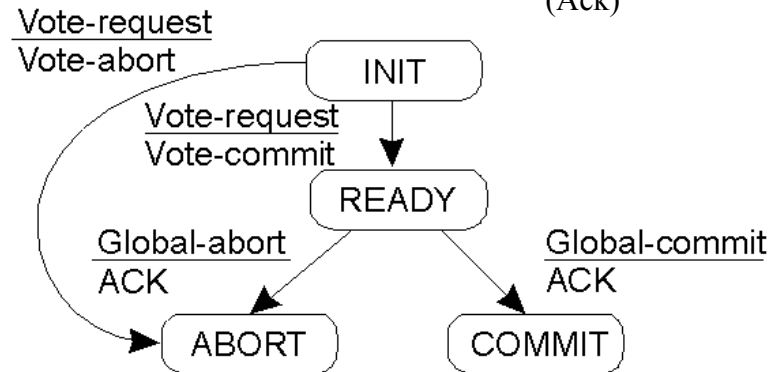 (Ack)
Vote-request
Vote-abort
INIT
Vote-request
Vote-commit
READY
Global-abort
ACK
Global-commit
ACK
ABORT
COMMIT